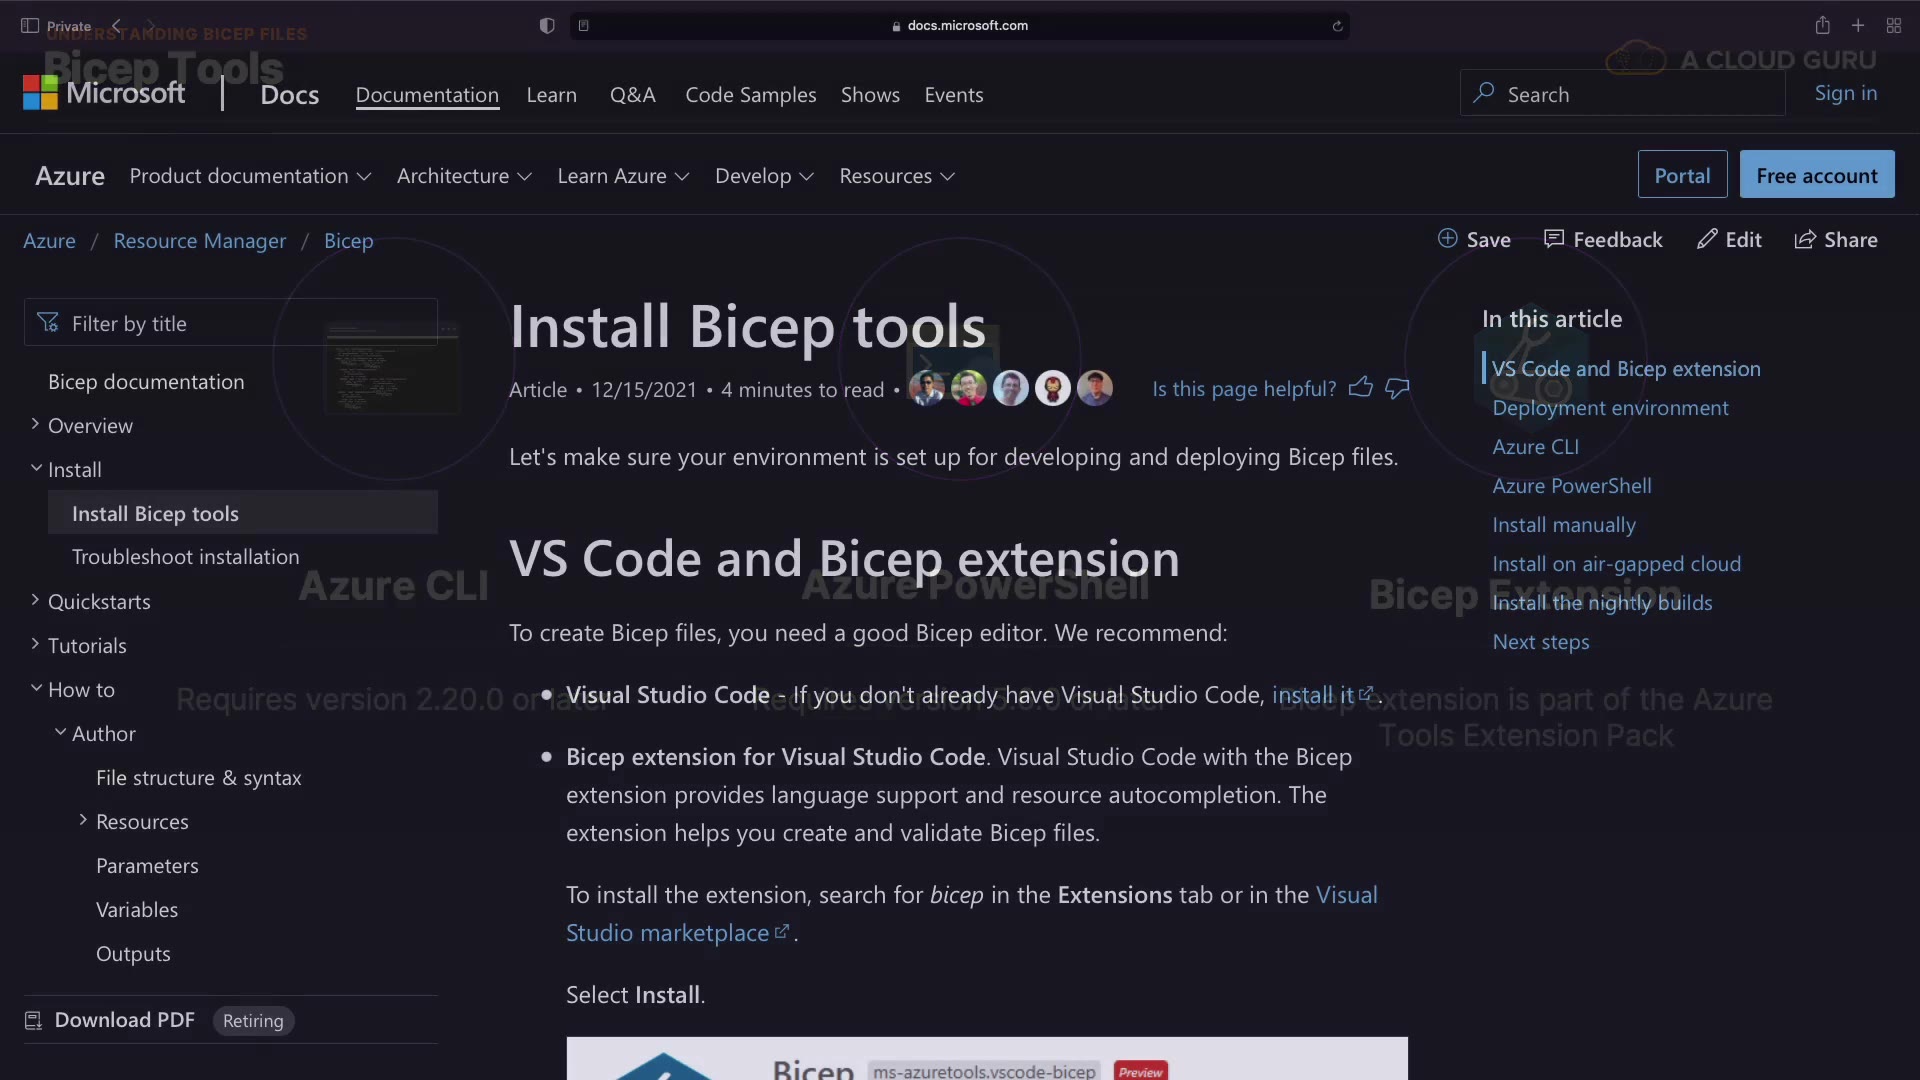 Private
docs.microsoft.com
UNDERSTANDING BICEP FILES
Bicep Tools
A CLOUD GURU
Microsoft
Docs
Documentation
Learn
Q&A
Code Samples
Shows
Events
Search
Sign in
Azure
Product documentation
Architecture
Learn Azure
Develop
Resources
Portal
Free account
Azure / Resource Manager / Bicep
Save
Feedback
Edit
Share
Filter by title
Bicep documentation
Overview
Install
Install Bicep tools
Troubleshoot installation
Quickstarts
Tutorials
How to
Author
File structure & syntax
Resources
Parameters
Variables
Outputs
Download PDF
Retiring
Install Bicep tools
Article • 12/15/2021 • 4 minutes to read •
Is this page helpful?
Let's make sure your environment is set up for developing and deploying Bicep files.
VS Code and Bicep extension
To create Bicep files, you need a good Bicep editor. We recommend:
• Visual Studio Code - If you don't already have Visual Studio Code, install it.
• Bicep extension for Visual Studio Code. Visual Studio Code with the Bicep
extension provides language support and resource autocompletion. The
extension helps you create and validate Bicep files.
To install the extension, search for bicep in the Extensions tab or in the Visual
Studio marketplace.
Select Install.
Bicep
ms-azuretools.vscode-bicep
Preview
In this article
VS Code and Bicep extension
Deployment environment
Azure CLI
Azure PowerShell
Install manually
Install on air-gapped cloud
Install the nightly builds
Next steps
Azure CLI
Requires version 2.20.0 or later
Azure PowerShell
Requires version 5.6.0 or later
Bicep Extension
Bicep extension is part of the Azure
Tools Extension Pack